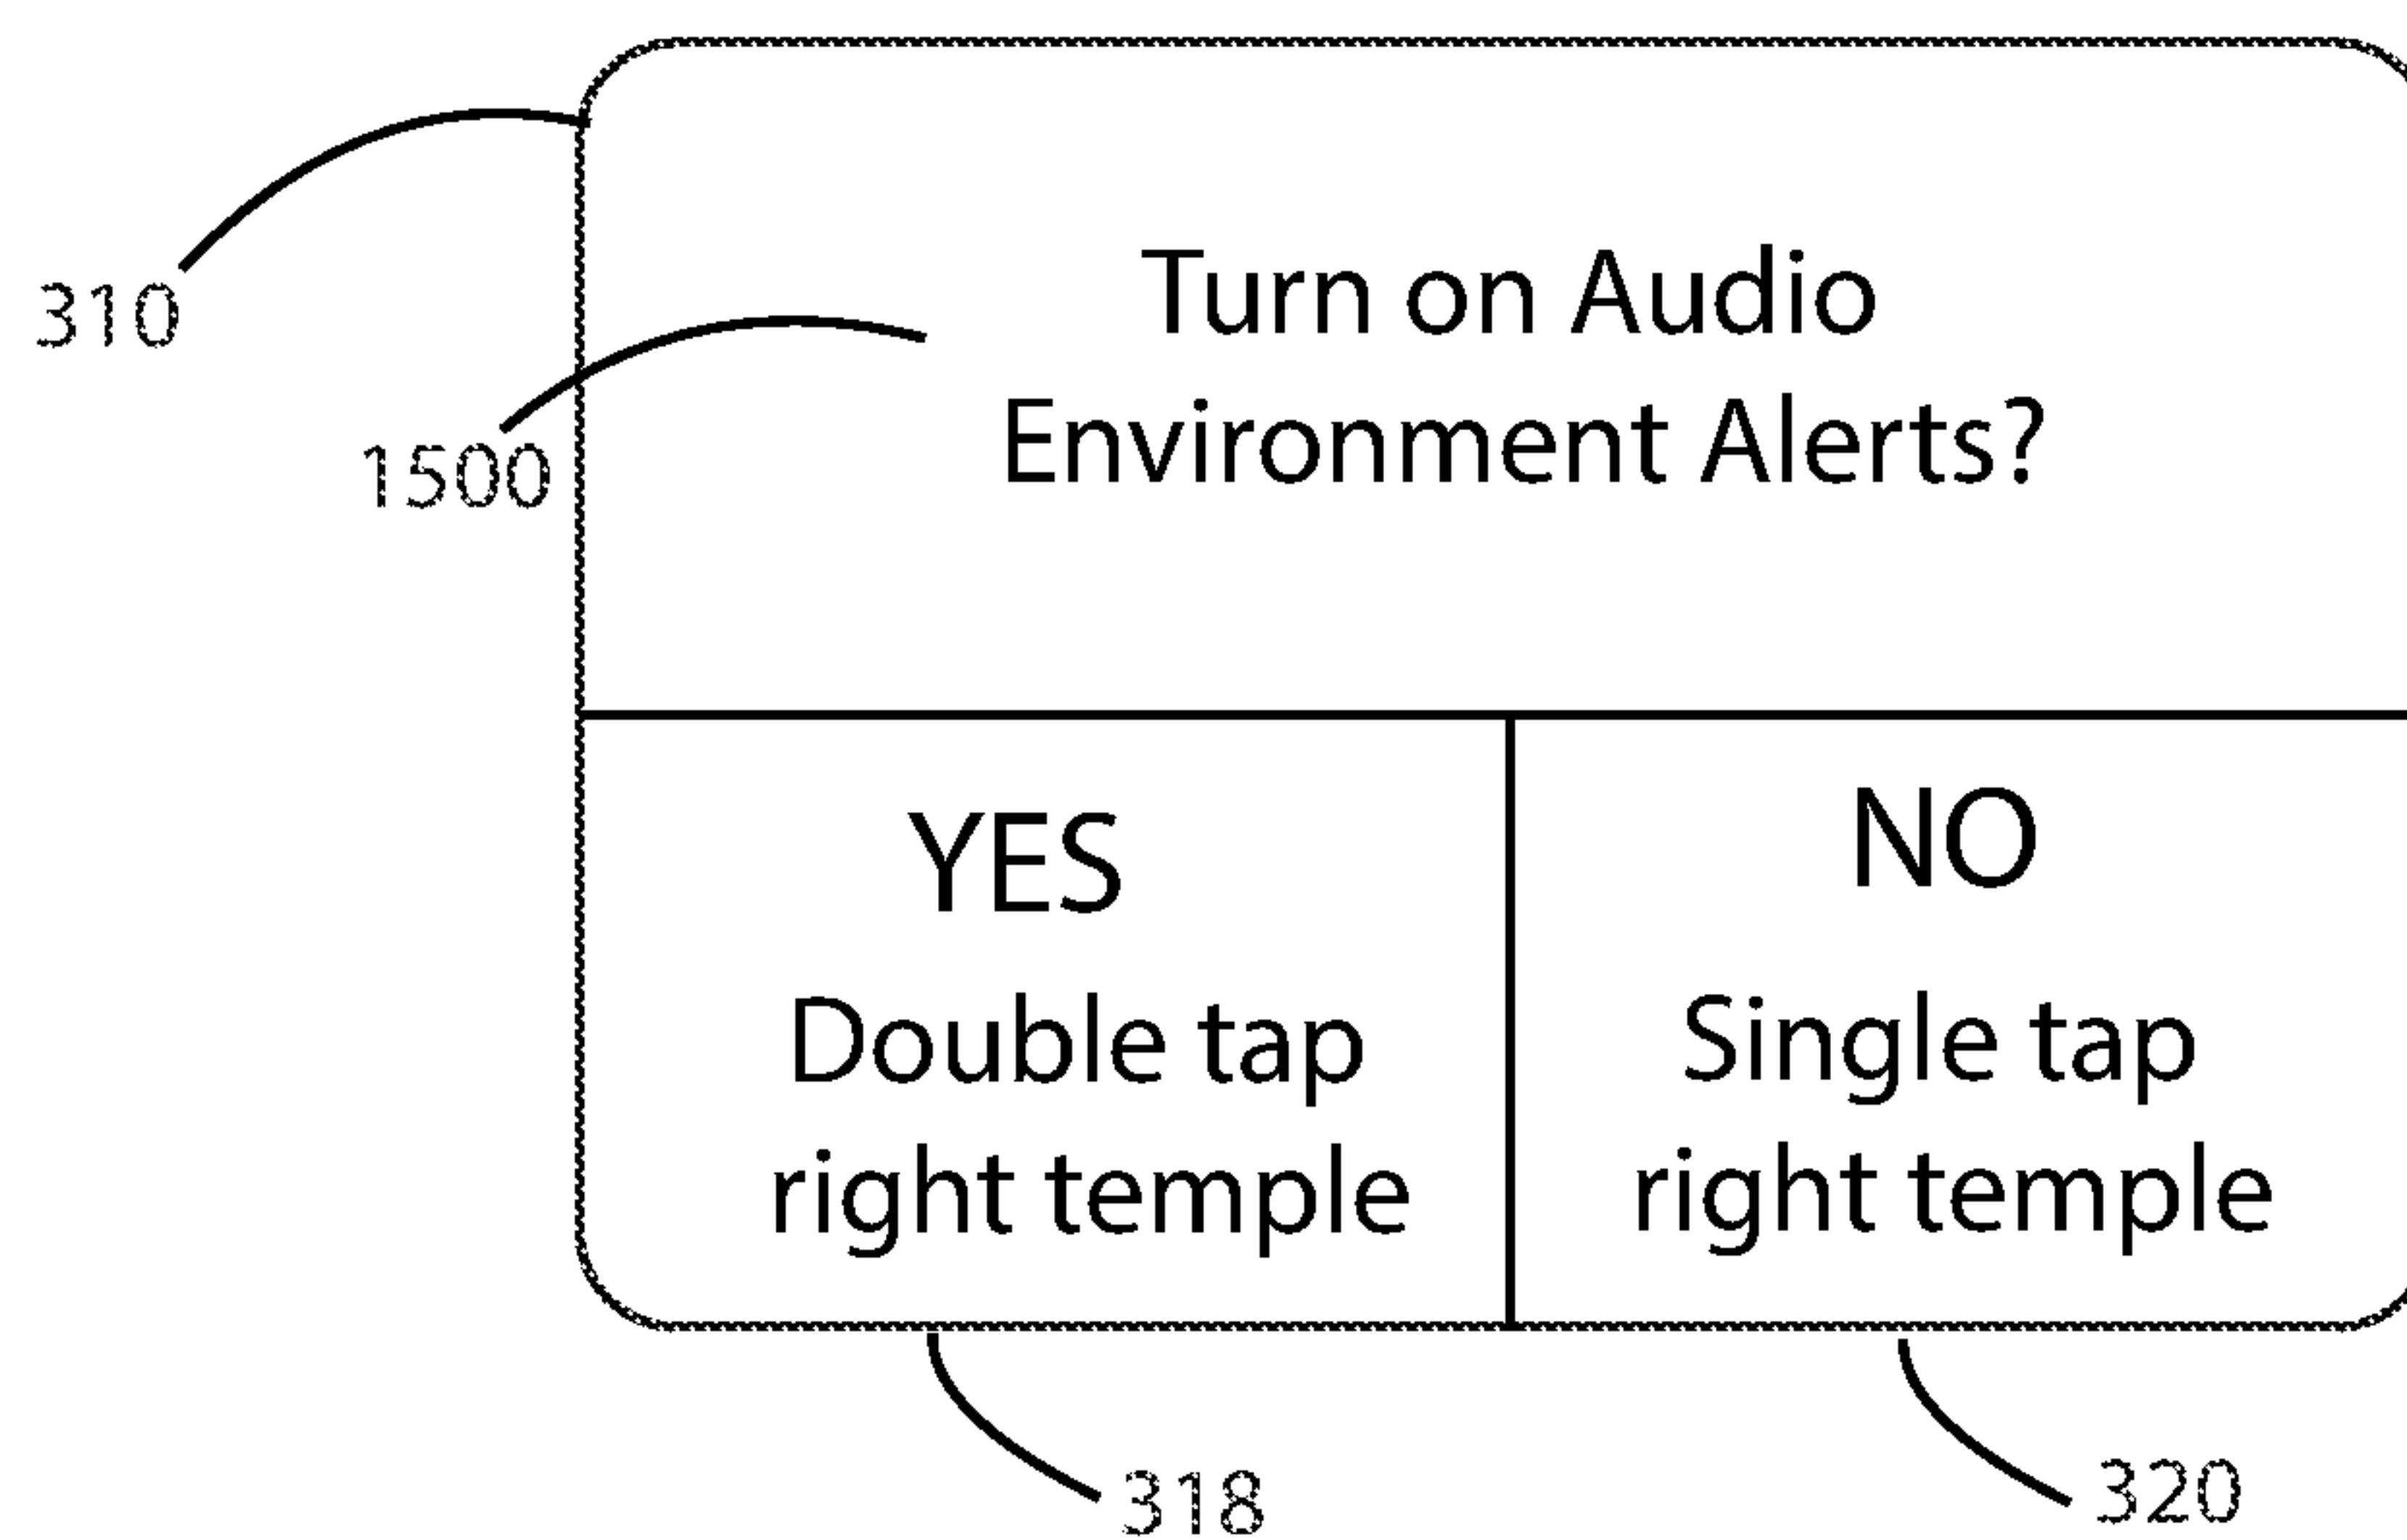 310
Turn on Audio
Environment Alerts?
1500
YES
Double tap
right temple
NO
Single tap
right temple
318
320